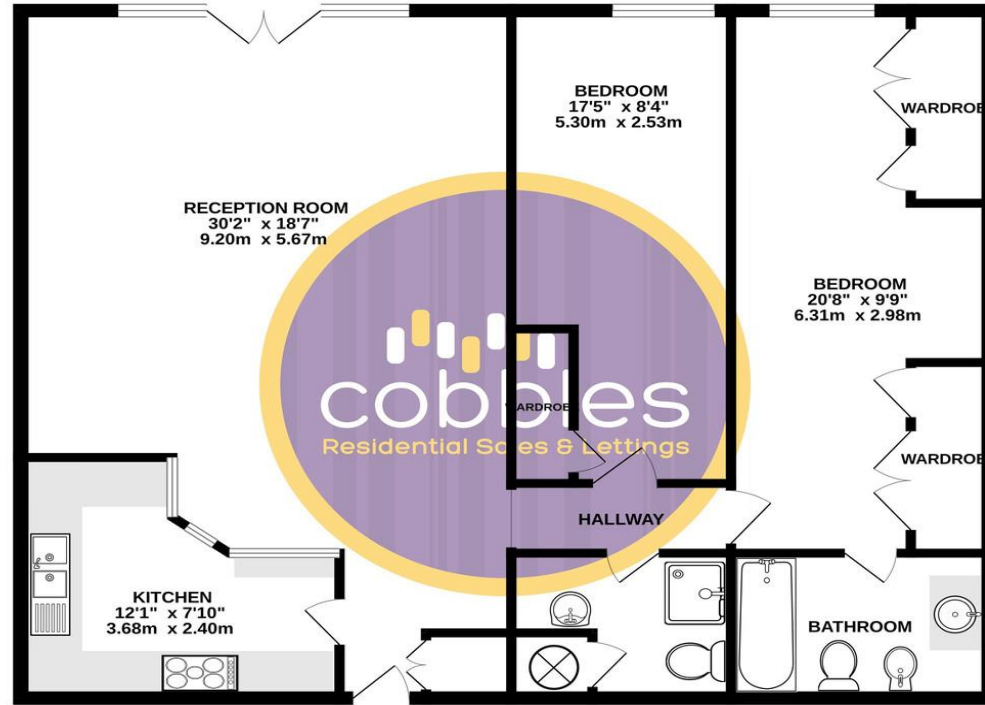 BEDROOM
17'5" x 8'4"
5.30m x 2.53m
WARDROBE
RECEPTION ROOM
30'2" x 18'7"
9.20m x 5.67m
BEDROOM
20'8" x 9'9"
6.31m x 2.98m
cobbles
WARDROBE
Residential Sales & Lettings
WARDROBE
HALLWAY
KITCHEN
12'1" x 7'10"
3.68m x 2.40m
BATHROOM